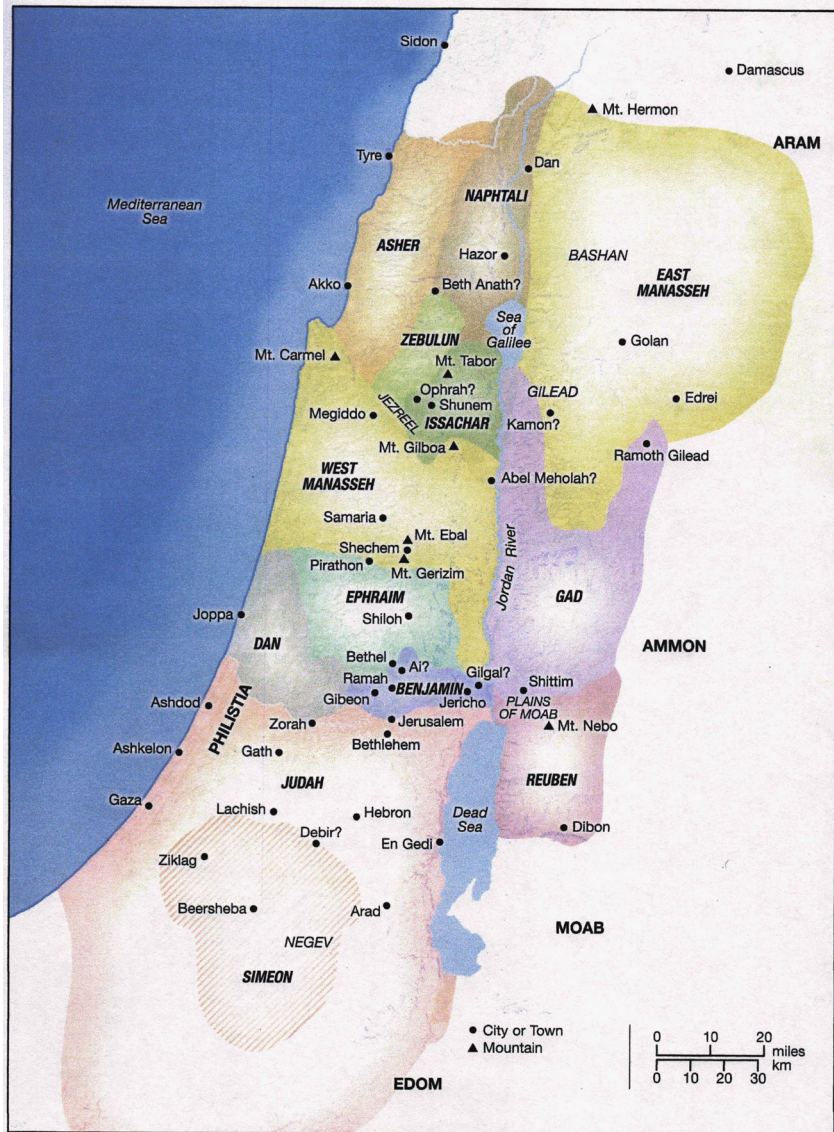 Sidon
Damascus
Mt. Hermon
ARAM
Tyre
Dan
NAPHTALI
Mediterranean
Sea
ASHER
Hazor
BASHAN
EAST
MANASSEH
Akko
Beth Anath?
Sea
of
Galilee
ZEBULUN
Golan
Mt. Carmel
Mt. Tabor
Ophrah?
Shunem
GILEAD
Edrei
JEZREEL
Megiddo
ISSACHAR
Kamon?
Mt. Gilboa
Ramoth Gilead
WEST
MANASSEH
Abel Meholah?
Samaria
Mt. Ebal
Shechem
Pirathon
Mt. Gerizim
Jordan River
EPHRAIM
GAD
Joppa
Shiloh
DAN
AMMON
Bethel
Ai?
Ramah
Gilgal?
BENJAMIN
Shittim
Gibeon
Jericho
PLAINS
OF MOAB
Ashdod
PHILISTIA
Zorah
Jerusalem
Mt. Nebo
Bethlehem
Ashkelon
Gath
JUDAH
REUBEN
Gaza
Lachish
Hebron
Dead
Sea
Dibon
Debir?
En Gedi
Ziklag
Beersheba
Arad
NEGEV
MOAB
SIMEON
City or Town
Mountain
0 10 20
miles
km
0 10 20 30
EDOM